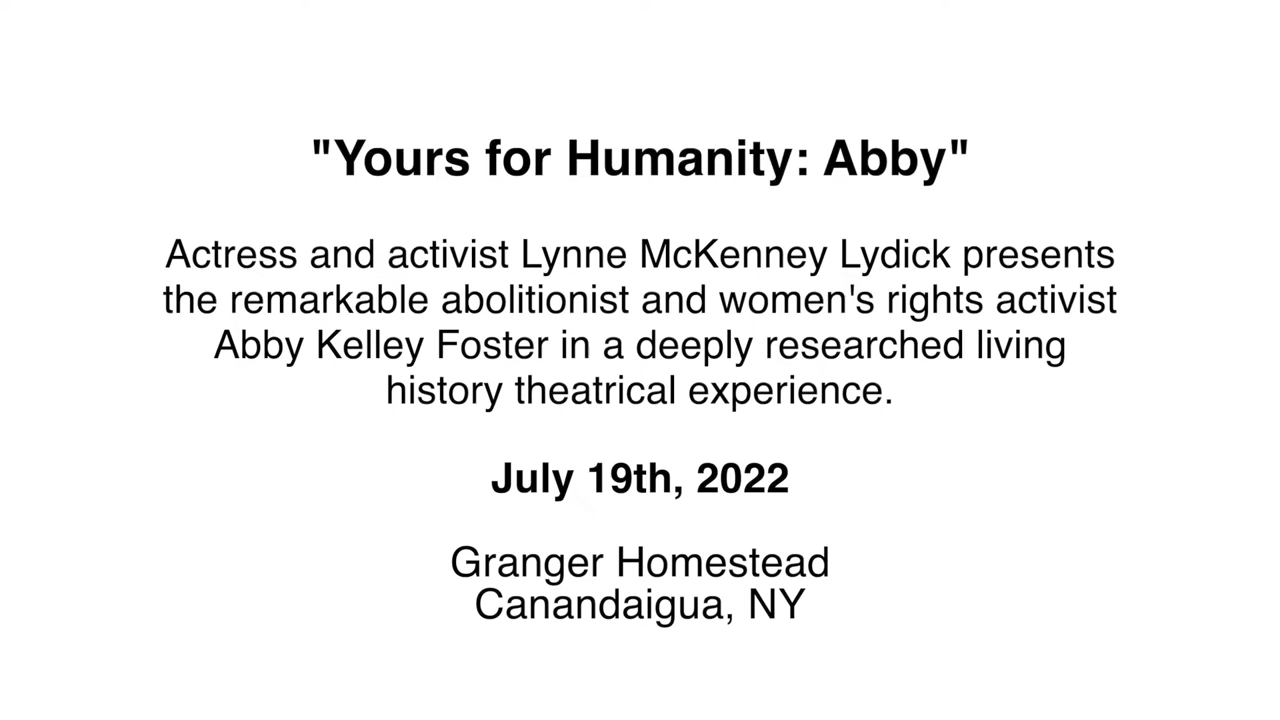 "Yours for Humanity: Abby"
Actress and activist Lynne McKenney Lydick presents
the remarkable abolitionist and women's rights activist
Abby Kelley Foster in a deeply researched living
history theatrical experience.
July 19th, 2022
Granger Homestead
Canandaigua, NY